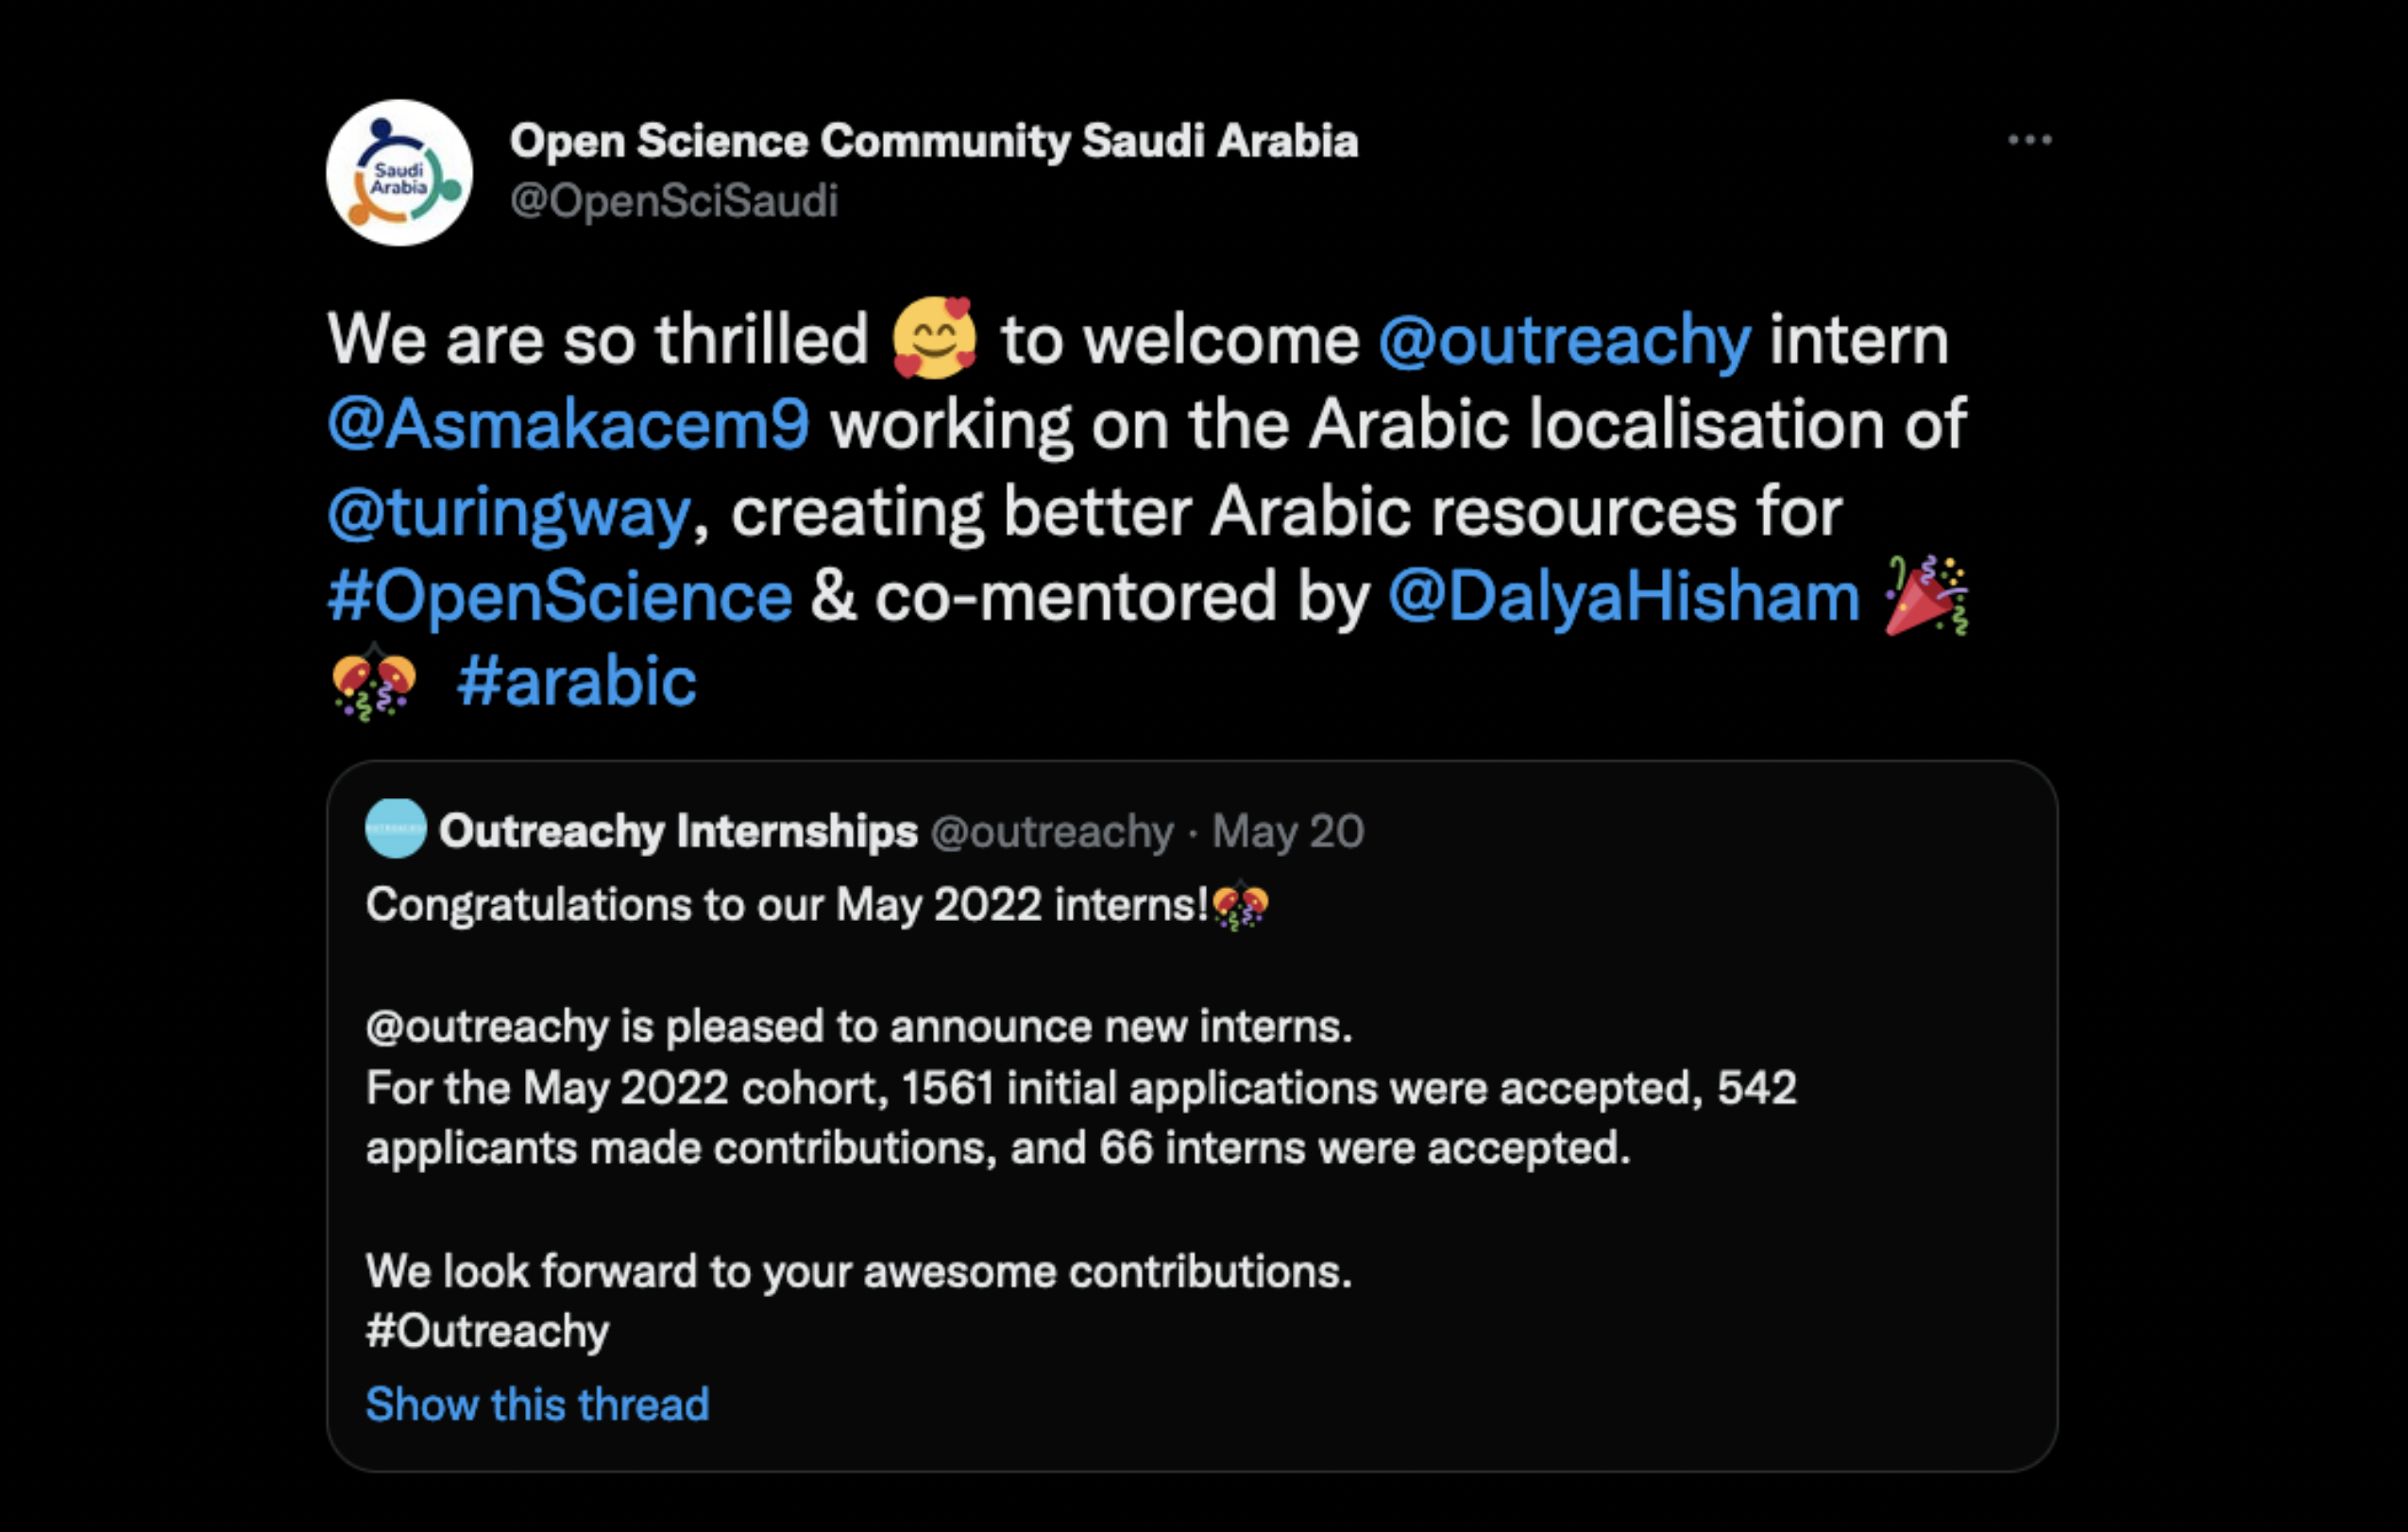 Saudi
Arabia
Open Science Community Saudi Arabia
@OpenSciSaudi
We are so thrilled 🥰 to welcome @outreachy intern
@Asmakacem9 working on the Arabic localisation of
@turingway, creating better Arabic resources for
#OpenScience & co-mentored by @DalyaHisham 🎉
🎊 #arabic
Outreachy Internships @outreachy · May 20
Congratulations to our May 2022 interns!🎊
@outreachy is pleased to announce new interns.
For the May 2022 cohort, 1561 initial applications were accepted, 542
applicants made contributions, and 66 interns were accepted.
We look forward to your awesome contributions.
#Outreachy
Show this thread